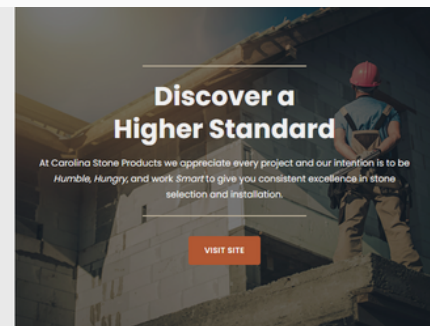 Discover a
Higher Standard
At Carolina Stone Products we appreciate every project and our intention is to be
Humble, Hungry, and work Smart to give you consistent excellence in stone
selection and installation.
VISIT SITE